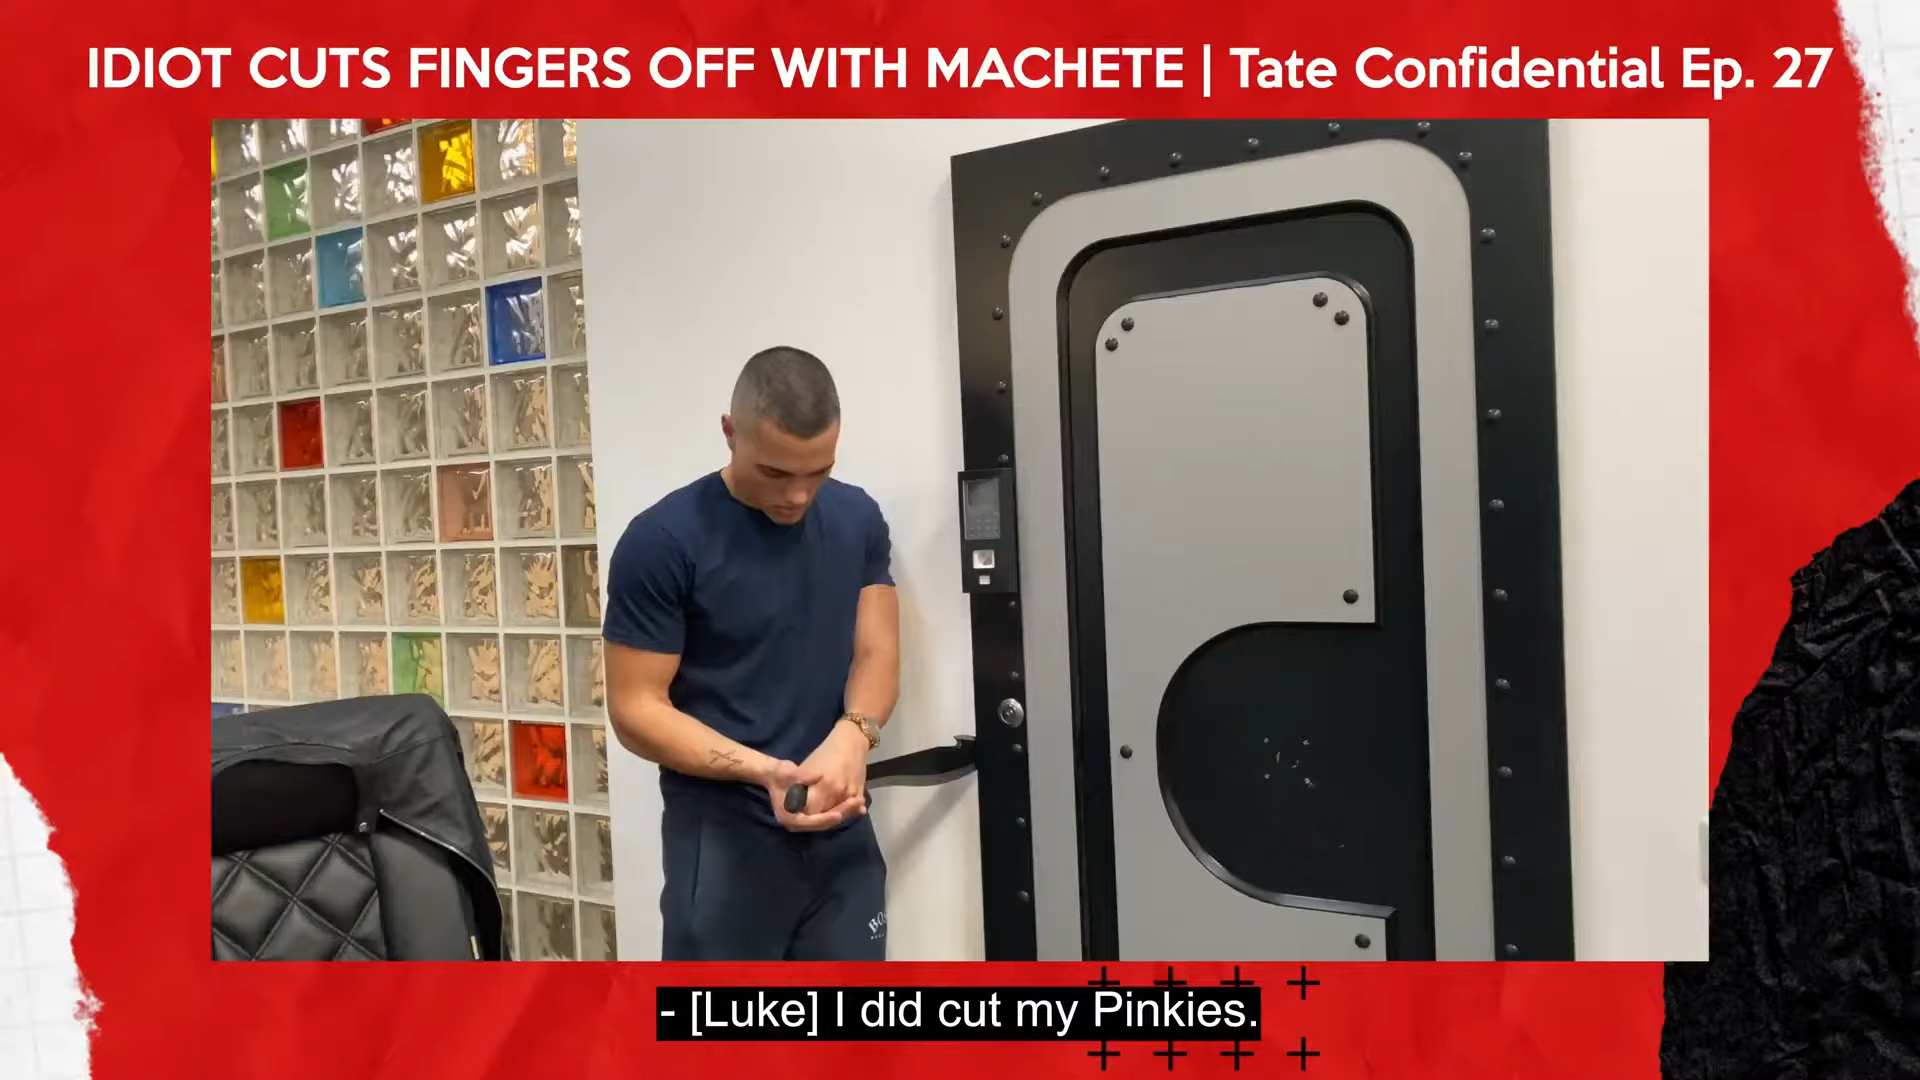 IDIOT CUTS FINGERS OFF WITH MACHETE | Tate Confidential Ep. 27
- [Luke] I did cut my Pinkies.